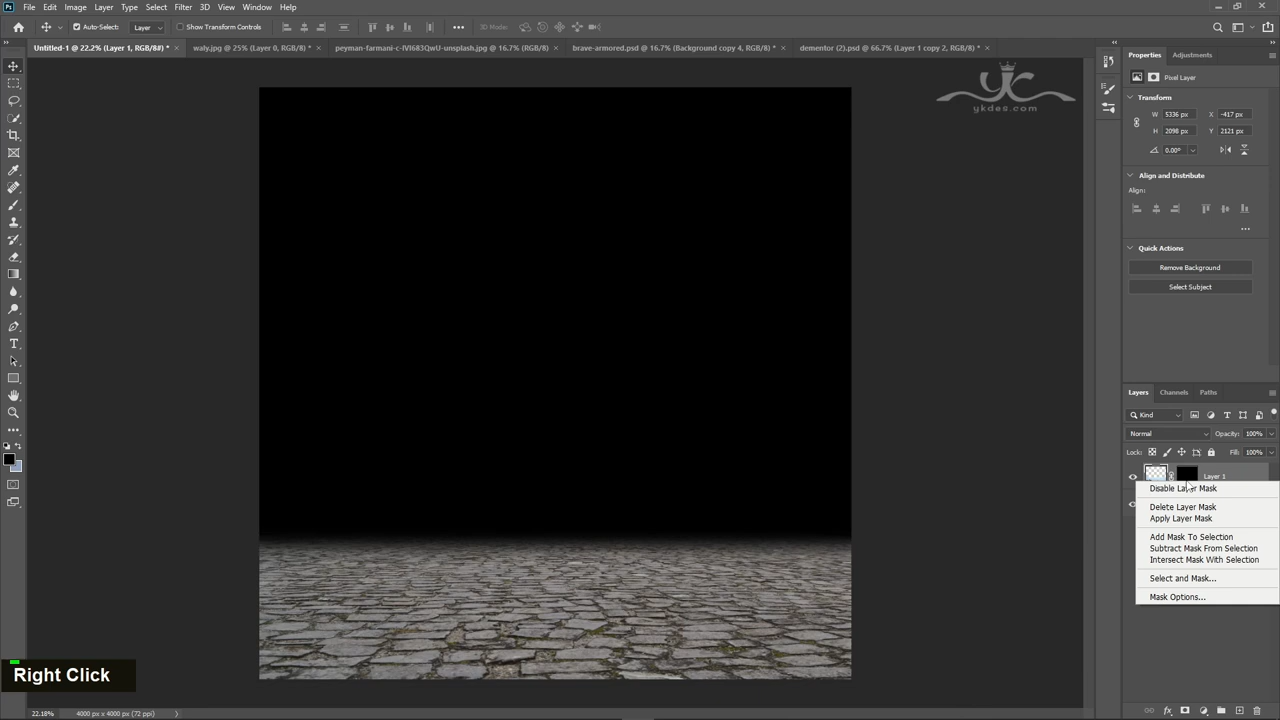 Ps File Edit Image Layer Type Select Filter 3D View Window Help
Auto-Select: Layer Show Transform Controls 3D Mode:
Untitled-1 @ 22.2% (Layer 1, RGB/8#) * × waly.jpg @ 25% (Layer 0, RGB/8) * × peyman-farmani-c-IVI683QwU-unsplash.jpg @ 16.7% (RGB/8) × brave-armored.psd @ 16.7% (Background copy 4, RGB/8) * × dementor (2).psd @ 66.7% (Layer 1 copy 2, RGB/8) * ×
Properties Adjustments
Pixel Layer
yc
ykdes.com
Transform
W 5336 px X -417 px
H 2098 px Y 2121 px
0.00°
Align and Distribute
Align:
Quick Actions
Remove Background
Select Subject
Layers Channels Paths
Kind
Normal Opacity: 100%
Lock: Fill: 100%
Layer 1
Disable Layer Mask
Delete Layer Mask
Apply Layer Mask
Add Mask To Selection
Subtract Mask From Selection
Intersect Mask With Selection
Select and Mask...
Mask Options...
Right Click
22.18% 4000 px x 4000 px (72 ppi)